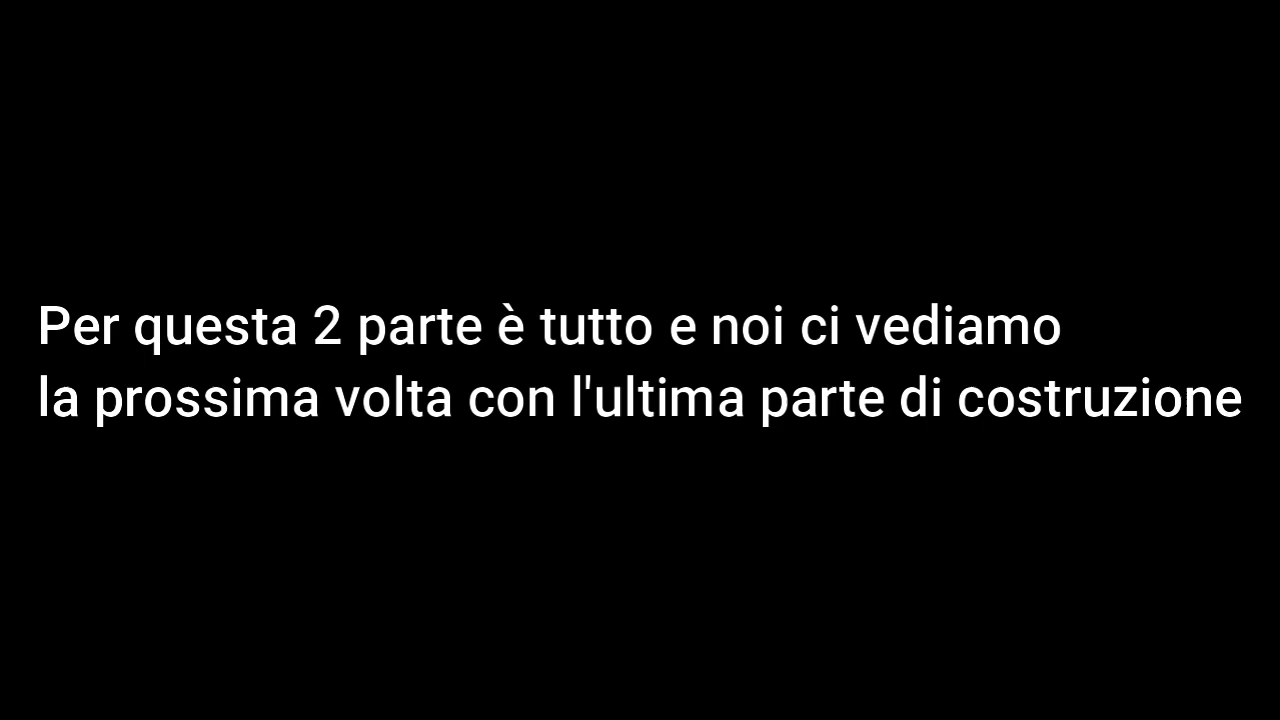 Per questa 2 parte è tutto e noi ci vediamo
la prossima volta con l'ultima parte di costruzione